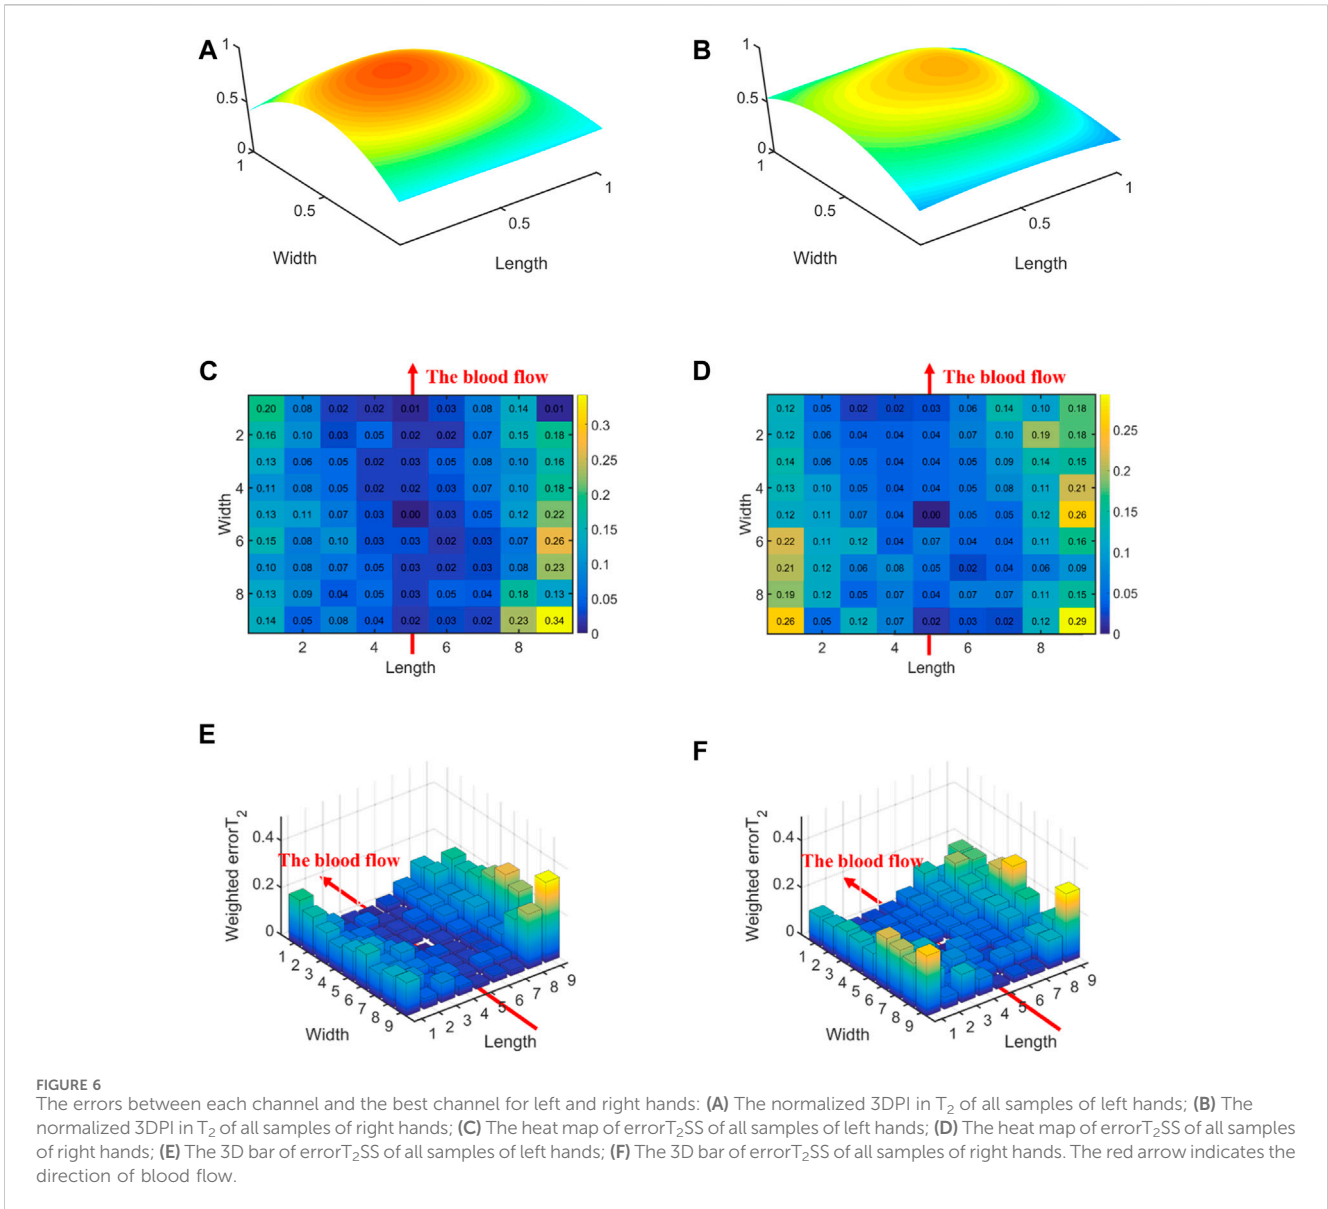 A
1
0.5
0
1
0.5
Width
0.5
1
Length
B
1
0.5
0
1
0.5
Width
0.5
1
Length
C
The blood flow
0.20 0.08 0.02 0.02 0.01 0.03 0.08 0.14 0.01
2 0.16 0.10 0.03 0.05 0.02 0.02 0.07 0.15 0.18
0.13 0.06 0.05 0.02 0.03 0.05 0.08 0.10 0.16
4 0.11 0.08 0.05 0.02 0.02 0.03 0.07 0.10 0.18
0.13 0.11 0.07 0.03 0.00 0.03 0.05 0.12 0.22
6 0.15 0.08 0.10 0.03 0.03 0.02 0.03 0.07 0.26
0.10 0.08 0.07 0.05 0.03 0.02 0.03 0.08 0.23
8 0.13 0.09 0.04 0.05 0.03 0.03 0.04 0.18 0.13
0.14 0.05 0.08 0.04 0.02 0.03 0.02 0.23 0.34
2 4 6 8
Width
Length
0.3
0.25
0.2
0.15
0.1
0.05
0
D
The blood flow
0.12 0.05 0.02 0.02 0.03 0.06 0.14 0.10 0.18
2 0.12 0.06 0.04 0.04 0.04 0.07 0.10 0.19 0.18
0.14 0.06 0.05 0.04 0.04 0.05 0.09 0.14 0.15
4 0.13 0.10 0.05 0.04 0.04 0.05 0.08 0.11 0.21
0.12 0.11 0.07 0.04 0.00 0.05 0.05 0.12 0.26
6 0.22 0.11 0.12 0.04 0.07 0.04 0.04 0.11 0.16
0.21 0.12 0.06 0.08 0.05 0.02 0.04 0.06 0.09
8 0.19 0.12 0.05 0.07 0.04 0.07 0.07 0.11 0.15
0.26 0.05 0.12 0.07 0.02 0.03 0.02 0.12 0.29
2 4 6 8
Width
Length
0.25
0.2
0.15
0.1
0.05
0
E
Weighted errorT₂
0.4
0.2
0
The blood flow
1 2 3 4 5 6 7 8 9
Width
1 2 3 4 5 6 7 8 9
Length
F
Weighted errorT₂
0.4
0.2
0
The blood flow
1 2 3 4 5 6 7 8 9
Width
1 2 3 4 5 6 7 8 9
Length
FIGURE 6
The errors between each channel and the best channel for left and right hands: (A) The normalized 3DPI in T₂ of all samples of left hands; (B) The
normalized 3DPI in T₂ of all samples of right hands; (C) The heat map of errorT₂SS of all samples of left hands; (D) The heat map of errorT₂SS of all samples
of right hands; (E) The 3D bar of errorT₂SS of all samples of left hands; (F) The 3D bar of errorT₂SS of all samples of right hands. The red arrow indicates the
direction of blood flow.